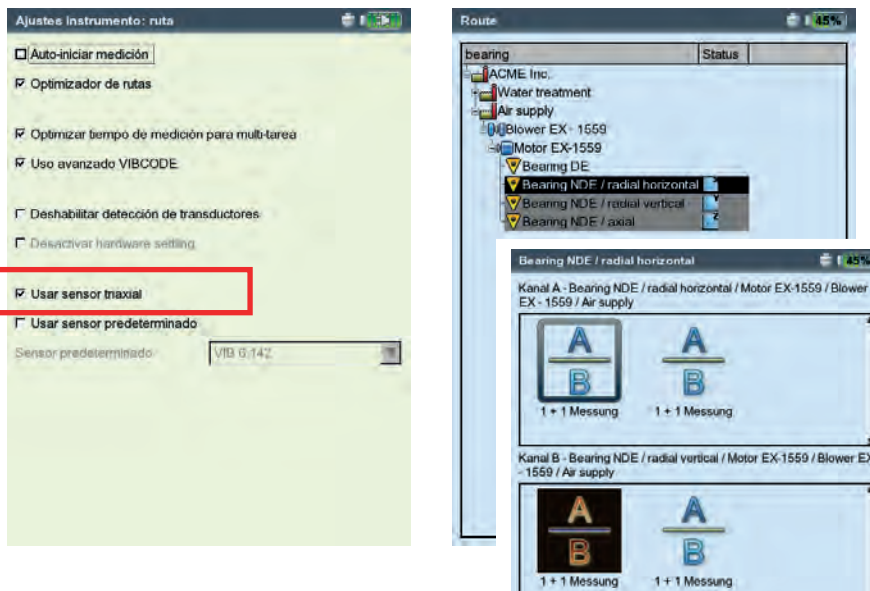 Ajustes instrumento: ruta
Auto-iniciar medición
Optimizador de rutas
Optimizar tiempo de medición para multi-tarea
Uso avanzado VIBCODE
Deshabilitar detección de transductores
Desactivar hardware setting
Usar sensor triaxial
Usar sensor predeterminado
Sensor predeterminado
VIB 6.142
Route
45%
bearing
Status
ACME Inc.
Water treatment
Air supply
Blower EX - 1559
Motor EX-1559
Bearing DE
Bearing NDE / radial horizontal
Bearing NDE / radial vertical
Y
Bearing NDE / axial
Z
Bearing NDE / radial horizontal
45%
Kanal A - Bearing NDE / radial horizontal / Motor EX-1559 / Blower
EX - 1559 / Air supply
A A
B B
1 + 1 Messung 1 + 1 Messung
Kanal B - Bearing NDE / radial vertical / Motor EX-1559 / Blower EX
- 1559 / Air supply
A A
B B
1 + 1 Messung 1 + 1 Messung